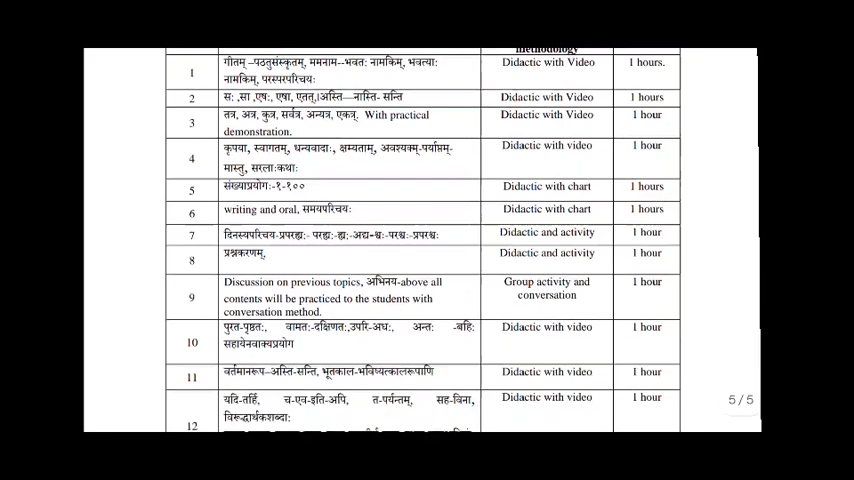 methodology
1 गीतम् –पठतुसंस्कृतम्, ममनाम--भवत: नामकिम्, भवत्या: Didactic with Video 1 hours.
नामकिम्, परस्परपरिचयः
2 स: ,सा ,एष:, एषा, एतत्,।अस्ति—नास्ति- सन्ति Didactic with Video 1 hours
3 तत्र, अत्र, कुत्र, सर्वत्र, अन्यत्र, एकत्र्. With practical Didactic with Video 1 hour
demonstration.
4 कृपया, स्वागतम्, धन्यवादाः, क्षम्यताम्, अवश्यक्म्-पर्याप्तम्- Didactic with video 1 hour
मास्तु, सरलाःकथाः
5 संख्याप्रयोगः-१-१०० Didactic with chart 1 hours
6 writing and oral, समयपरिचयः Didactic with chart 1 hours
7 दिनस्यपरिचय-प्रपरह्यः- परह्यः-ह्यः-अद्य-श्वः-परश्वः-प्रपरश्वः Didactic and activity 1 hour
8 प्रश्नकरणम्. Didactic and activity 1 hour
9 Discussion on previous topics, अभिनय-above all Group activity and 1 hour
contents will be practiced to the students with conversation
conversation method.
10 पुरत-पृष्ठतः, वामतः-दक्षिणतः,उपरि-अधः, अन्तः -बहिः Didactic with video 1 hour
सहायेनवाक्यप्रयोग
11 वर्तमानरूप–अस्ति-सन्ति, भूतकाल-भविष्यत्कालरूपाणि Didactic with video 1 hour
12 यदि-तर्हि, च-एव-इति-अपि, त-पर्यन्तम्, सह-विना, Didactic with video 1 hour
विरूद्धार्थकशब्दा:
5/5